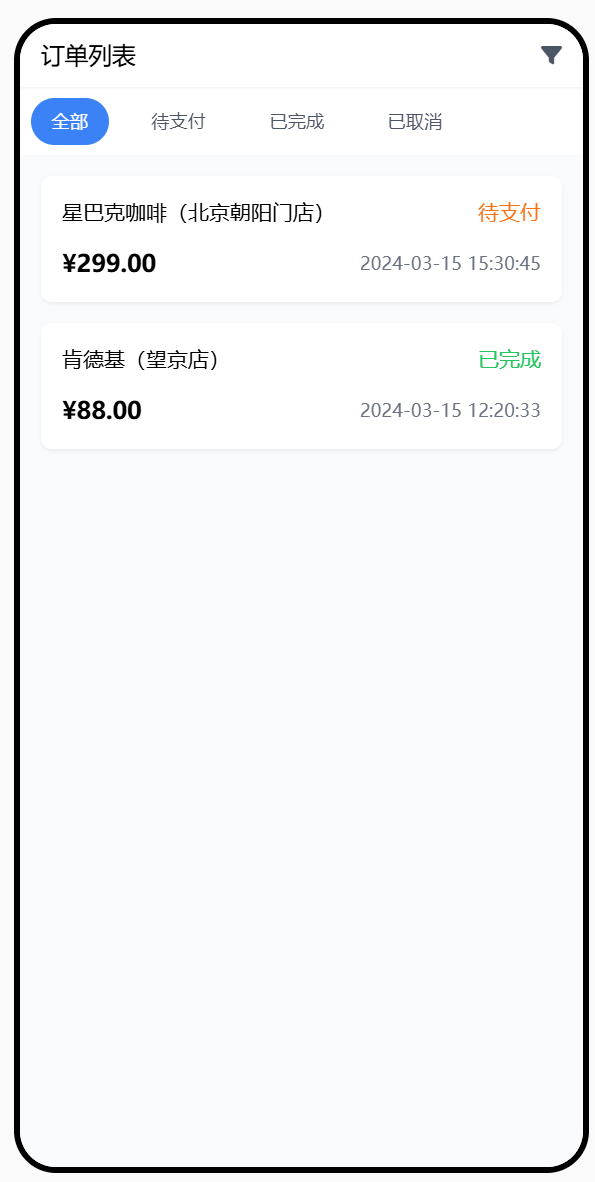 订单列表
全部 待支付 已完成 已取消
星巴克咖啡（北京朝阳门店） 待支付
¥299.00 2024-03-15 15:30:45
肯德基（望京店） 已完成
¥88.00 2024-03-15 12:20:33